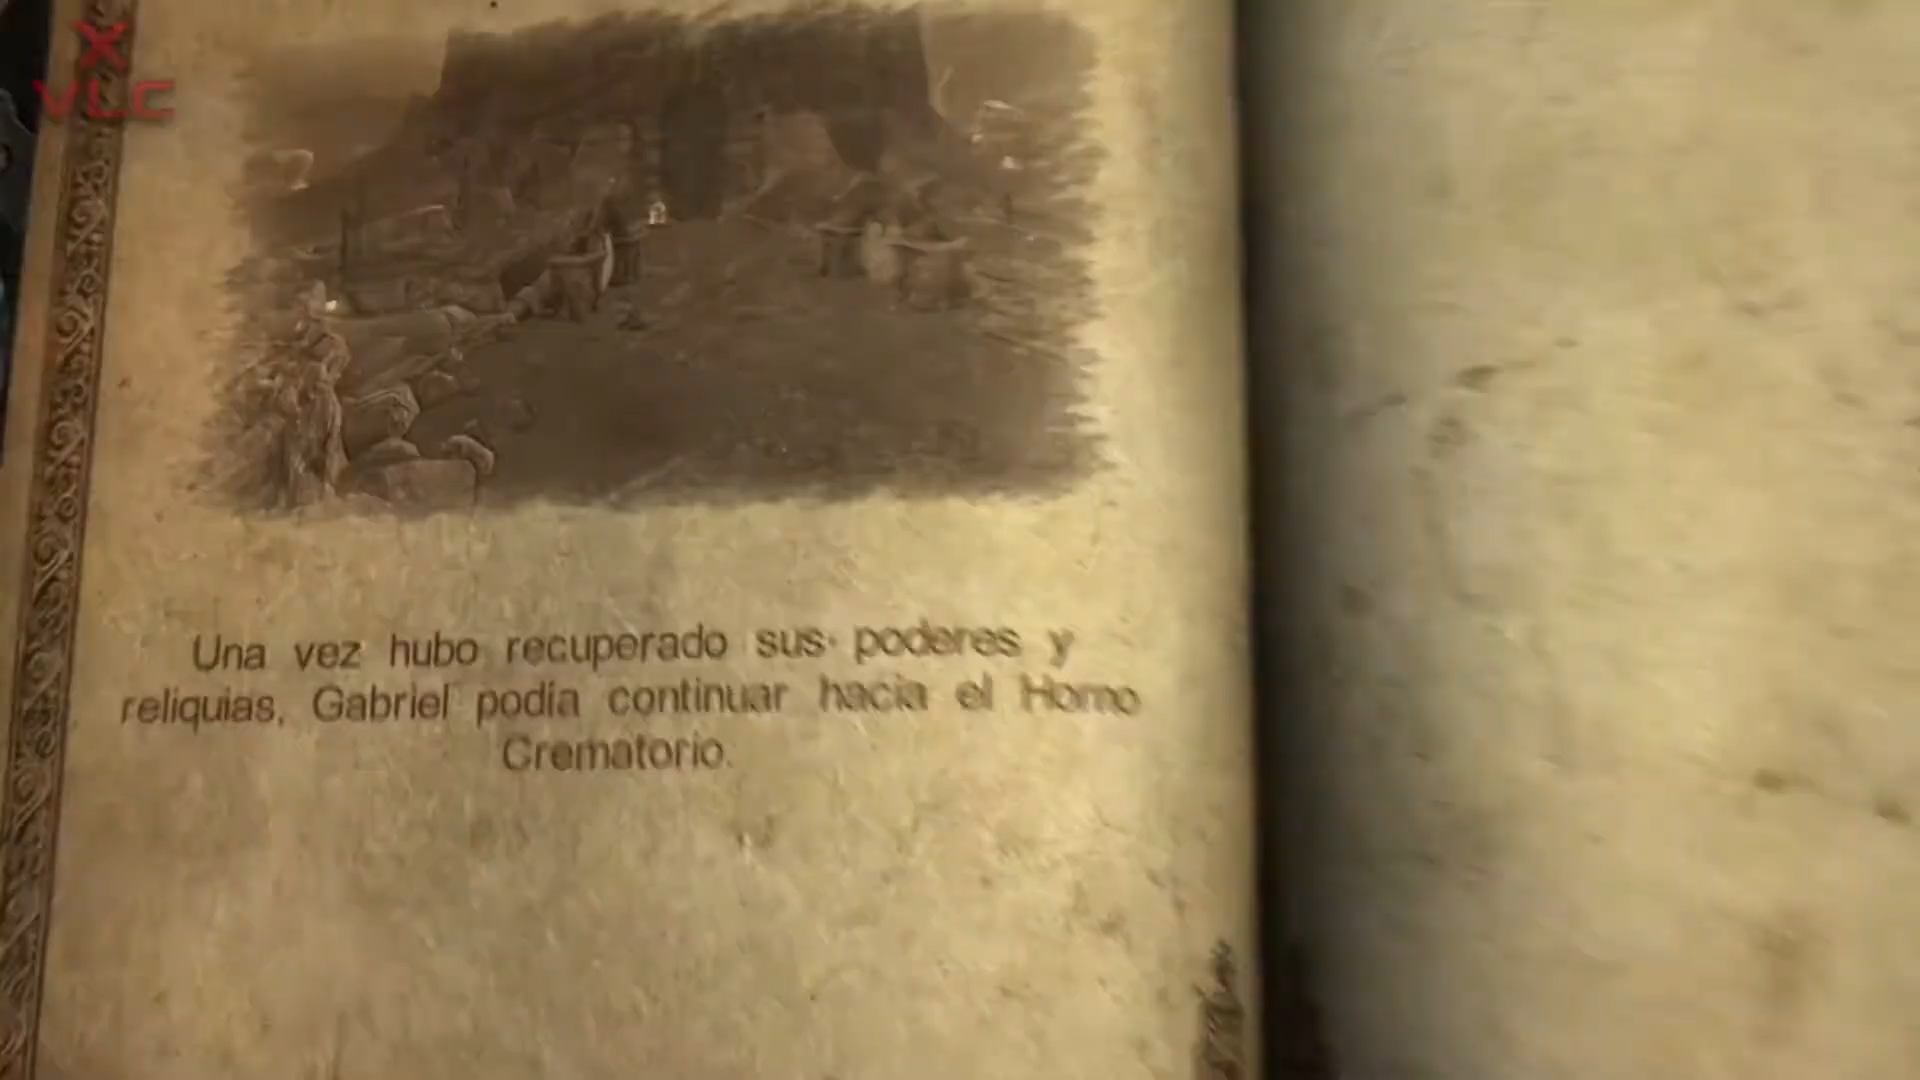 X
VLC
Una vez hubo recuperado sus poderes y
reliquias, Gabriel podía continuar hacia el Horno
Crematorio.